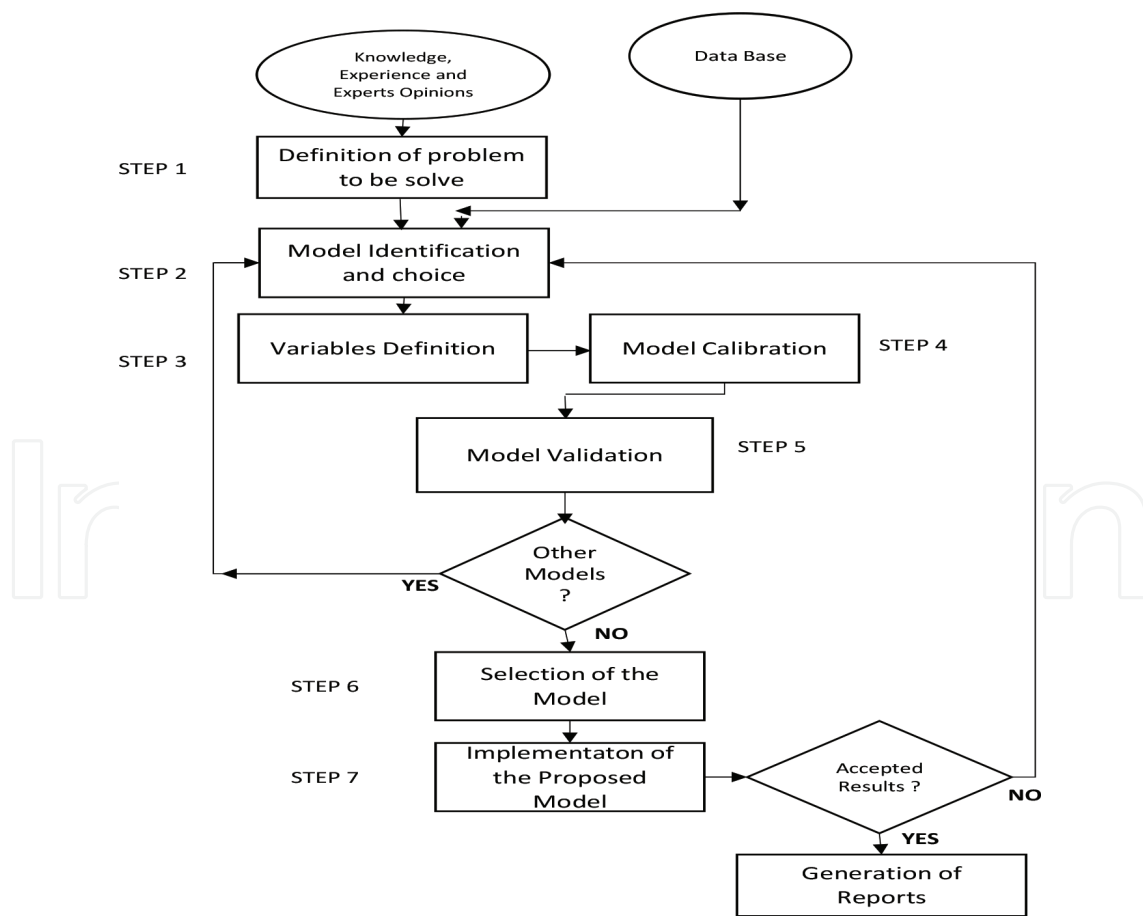 Knowledge,
Experience and
Experts Opinions
Data Base
STEP 1
Definition of problem
to be solve
STEP 2
Model Identification
and choice
STEP 3
Variables Definition
Model Calibration
STEP 4
Model Validation
STEP 5
Other
Models
?
YES
NO
STEP 6
Selection of the
Model
STEP 7
Implementaton of
the Proposed
Model
Accepted
Results ?
NO
YES
Generation of
Reports